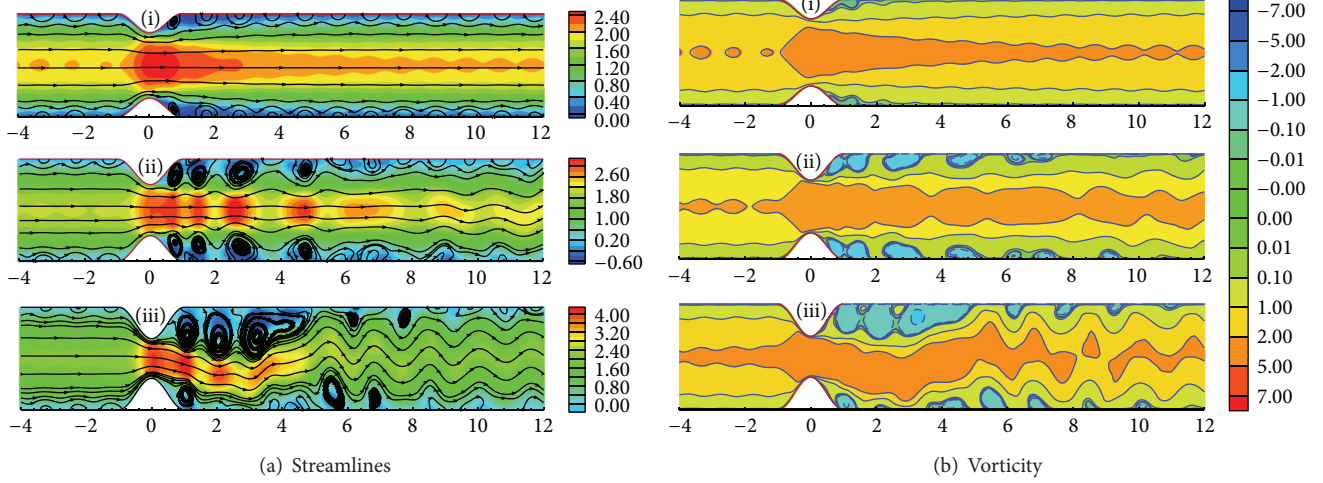 (i)
2.40
2.00
1.60
1.20
0.80
0.40
0.00
−4 −2 0 2 4 6 8 10 12
(ii)
2.60
1.80
1.00
0.20
−0.60
−4 −2 0 2 4 6 8 10 12
(iii)
4.00
3.20
2.40
1.60
0.80
0.00
−4 −2 0 2 4 6 8 10 12
(a) Streamlines
(i)
−4 −2 0 2 4 6 8 10 12
(ii)
−4 −2 0 2 4 6 8 10 12
(iii)
−4 −2 0 2 4 6 8 10 12
−7.00
−5.00
−2.00
−1.00
−0.10
−0.01
−0.00
0.00
0.01
0.10
1.00
2.00
5.00
7.00
(b) Vorticity